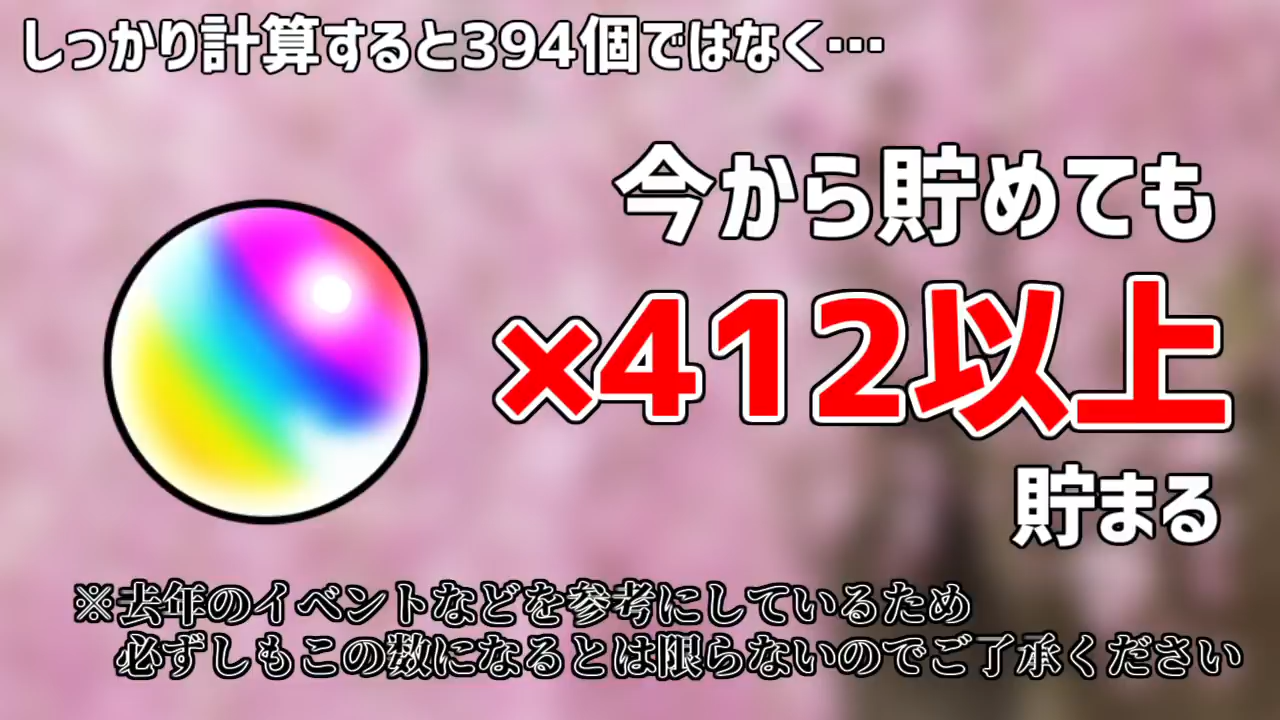 しっかり計算すると394個ではなく…
今から貯めても
×412以上
貯まる
※去年のイベントなどを参考にしているため
必ずしもこの数になるとは限らないのでご了承ください